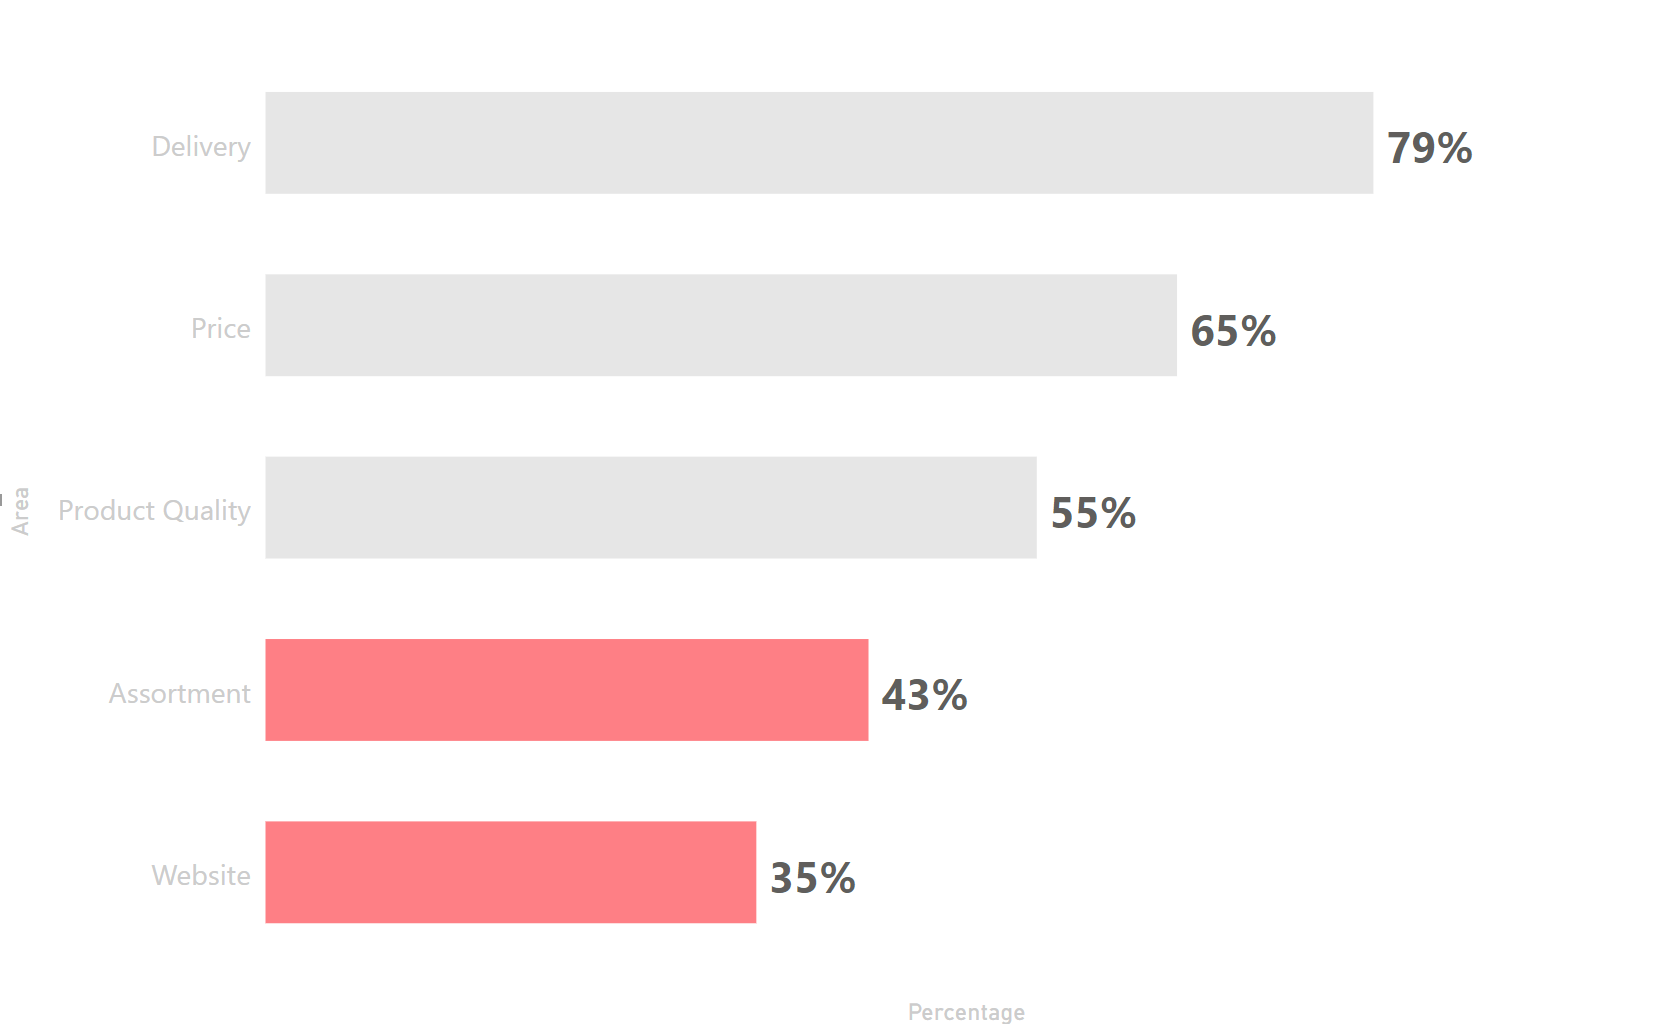 Delivery 79%
Price 65%
Product Quality 55%
Assortment 43%
Website 35%
Area
Percentage